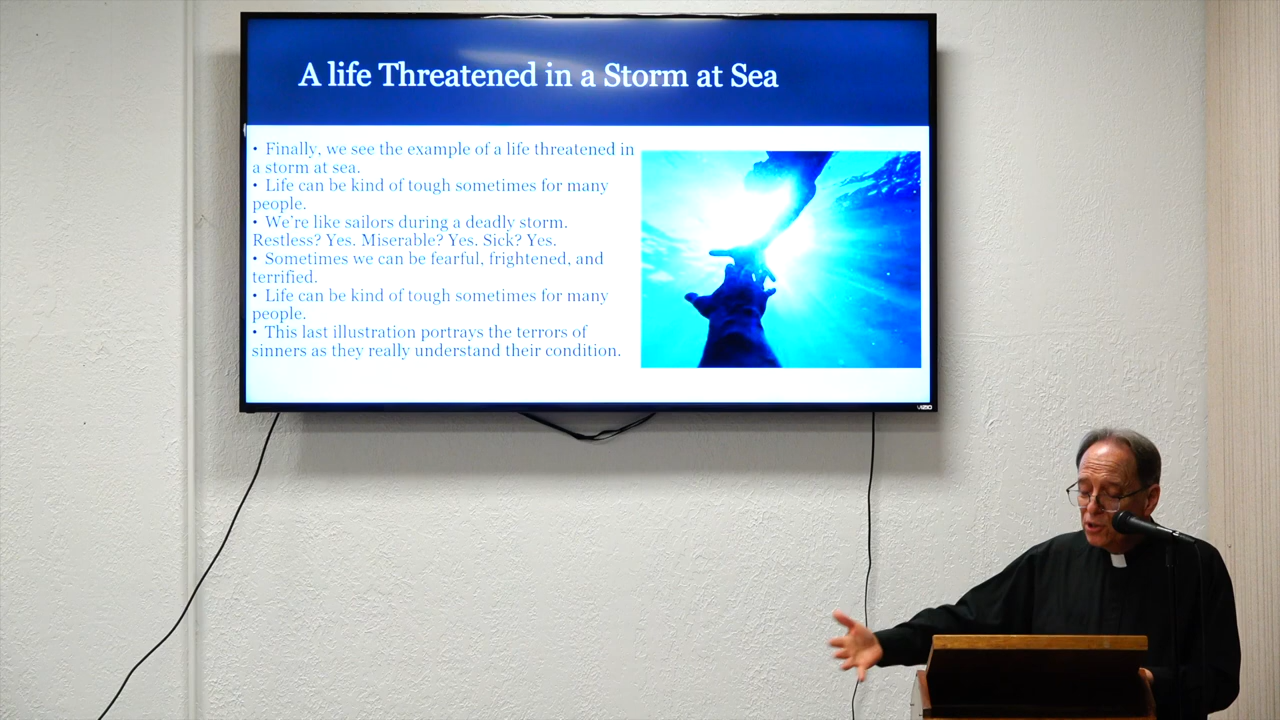 A life Threatened in a Storm at Sea
• Finally, we see the example of a life threatened in
a storm at sea.
• Life can be kind of tough sometimes for many
people.
• We're like sailors during a deadly storm.
Restless? Yes. Miserable? Yes. Sick? Yes.
• Sometimes we can be fearful, frightened, and
terrified.
• Life can be kind of tough sometimes for many
people.
• This last illustration portrays the terrors of
sinners as they really understand their condition.
VIZIO